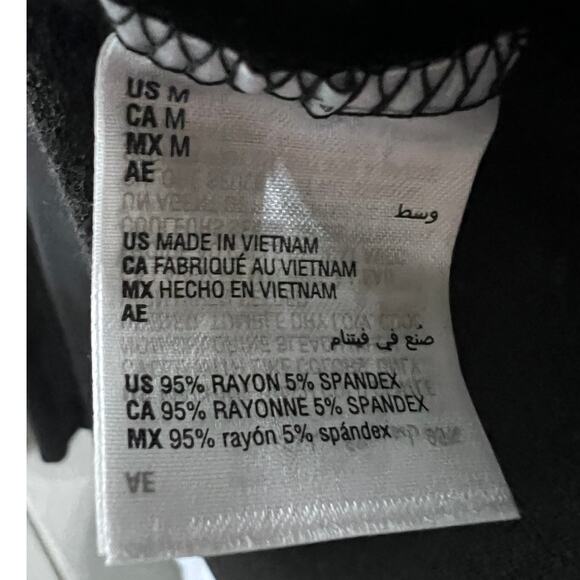 US M
CA M
MX M
AE
وسط
US MADE IN VIETNAM
CA FABRIQUÉ AU VIETNAM
MX HECHO EN VIETNAM
AE
صنع في فيتنام
US 95% RAYON 5% SPANDEX
CA 95% RAYONNE 5% SPANDEX
MX 95% rayón 5% spándex
AE